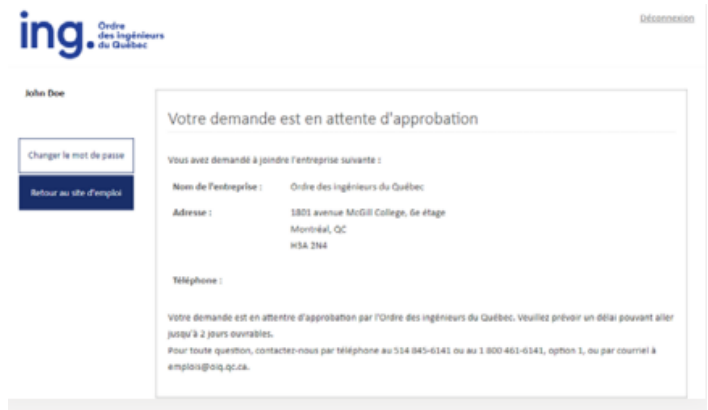 ing. Ordre
des ingénieurs
du Québec
Déconnexion
John Doe
Changer le mot de passe
Retour au site d'emploi
Votre demande est en attente d'approbation
Vous avez demandé à joindre l'entreprise suivante :
Nom de l'entreprise : Ordre des ingénieurs du Québec
Adresse : 1801 avenue McGill College, 6e étage
Montréal, QC
H3A 2N4
Téléphone :
Votre demande est en attentre d'approbation par l'Ordre des ingénieurs du Québec. Veuillez prévoir un délai pouvant aller
jusqu'à 2 jours ouvrables.
Pour toute question, contactez-nous par téléphone au 514 845-6141 ou au 1 800 461-6141, option 1, ou par courriel à
emplois@oiq.qc.ca.